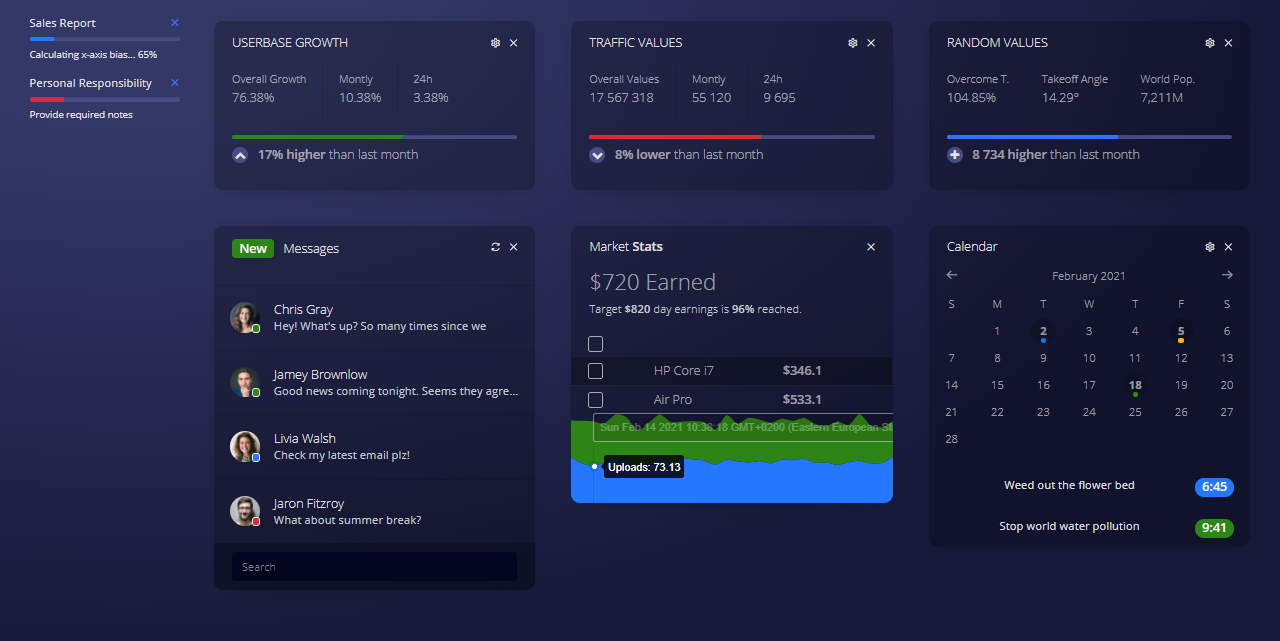 Sales Report
Calculating x-axis bias... 65%
Personal Responsibility
Provide required notes
USERBASE GROWTH
Overall Growth Montly 24h
76.38% 10.38% 3.38%
17% higher than last month
TRAFFIC VALUES
Overall Values Montly 24h
17 567 318 55 120 9 695
8% lower than last month
RANDOM VALUES
Overcome T. Takeoff Angle World Pop.
104.85% 14.29° 7,211M
8 734 higher than last month
New Messages
Chris Gray
Hey! What's up? So many times since we
Jamey Brownlow
Good news coming tonight. Seems they agre...
Livia Walsh
Check my latest email plz!
Jaron Fitzroy
What about summer break?
Search
Market Stats
$720 Earned
Target $820 day earnings is 96% reached.
HP Core i7 $346.1
Air Pro $533.1
Sun Feb 14 2021 10:36:18 GMT+0200 (Eastern European
Uploads: 73.13
Calendar
February 2021
S M T W T F S
1 2 3 4 5 6
7 8 9 10 11 12 13
14 15 16 17 18 19 20
21 22 23 24 25 26 27
28
Weed out the flower bed 6:45
Stop world water pollution 9:41